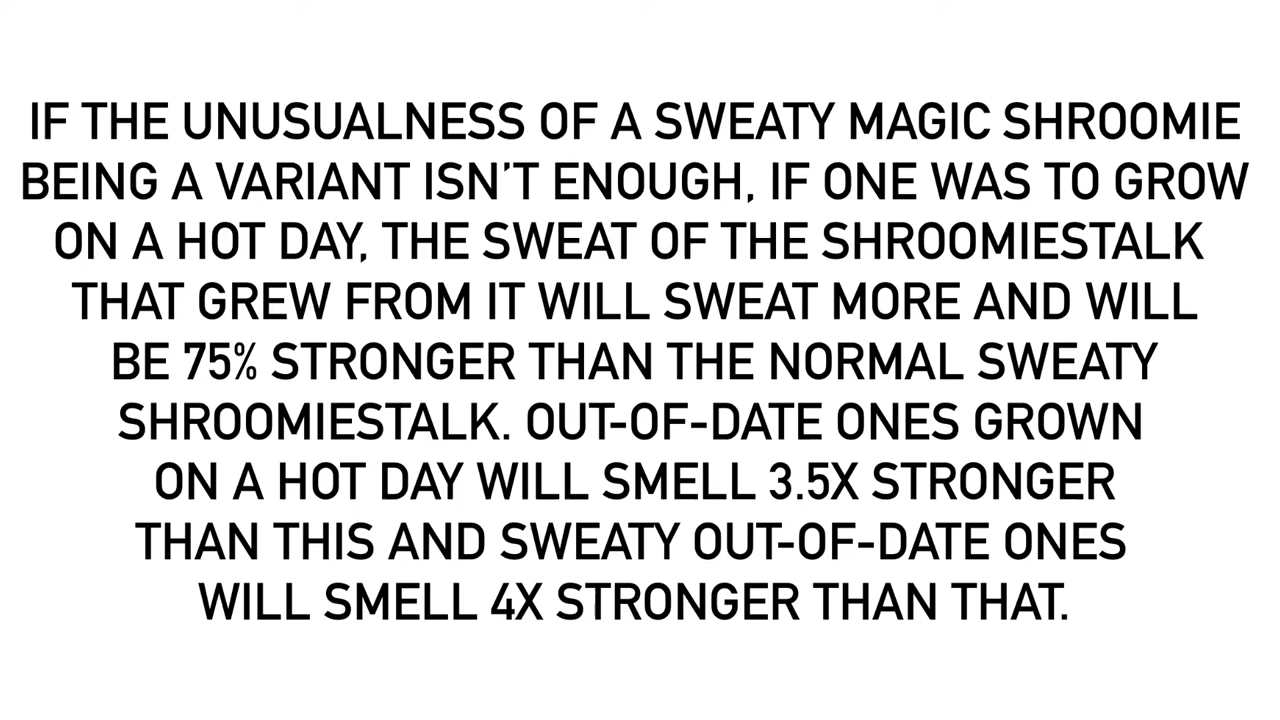 IF THE UNUSUALNESS OF A SWEATY MAGIC SHROOMIE
BEING A VARIANT ISN'T ENOUGH, IF ONE WAS TO GROW
ON A HOT DAY, THE SWEAT OF THE SHROOMIESTALK
THAT GREW FROM IT WILL SWEAT MORE AND WILL
BE 75% STRONGER THAN THE NORMAL SWEATY
SHROOMIESTALK. OUT-OF-DATE ONES GROWN
ON A HOT DAY WILL SMELL 3.5X STRONGER
THAN THIS AND SWEATY OUT-OF-DATE ONES
WILL SMELL 4X STRONGER THAN THAT.